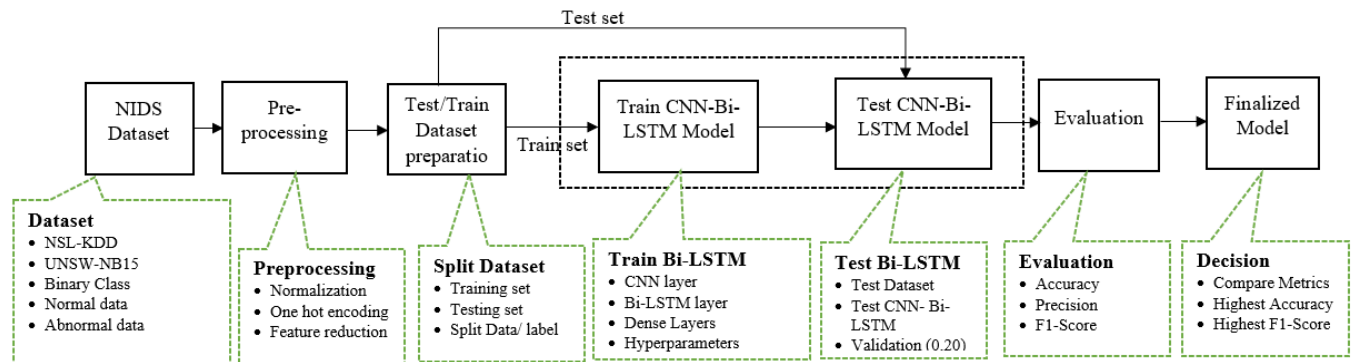 Test set
NIDS
Dataset
Pre-
processing
Test/Train
Dataset
preparatio
Train set
Train CNN-Bi-
LSTM Model
Test CNN-Bi-
LSTM Model
Evaluation
Finalized
Model
Dataset
• NSL-KDD
• UNSW-NB15
• Binary Class
• Normal data
• Abnormal data
Preprocessing
• Normalization
• One hot encoding
• Feature reduction
Split Dataset
• Training set
• Testing set
• Split Data/ label
Train Bi-LSTM
• CNN layer
• Bi-LSTM layer
• Dense Layers
• Hyperparameters
Test Bi-LSTM
• Test Dataset
• Test CNN- Bi-
LSTM
• Validation (0.20)
Evaluation
• Accuracy
• Precision
• F1-Score
Decision
• Compare Metrics
• Highest Accuracy
• Highest F1-Score